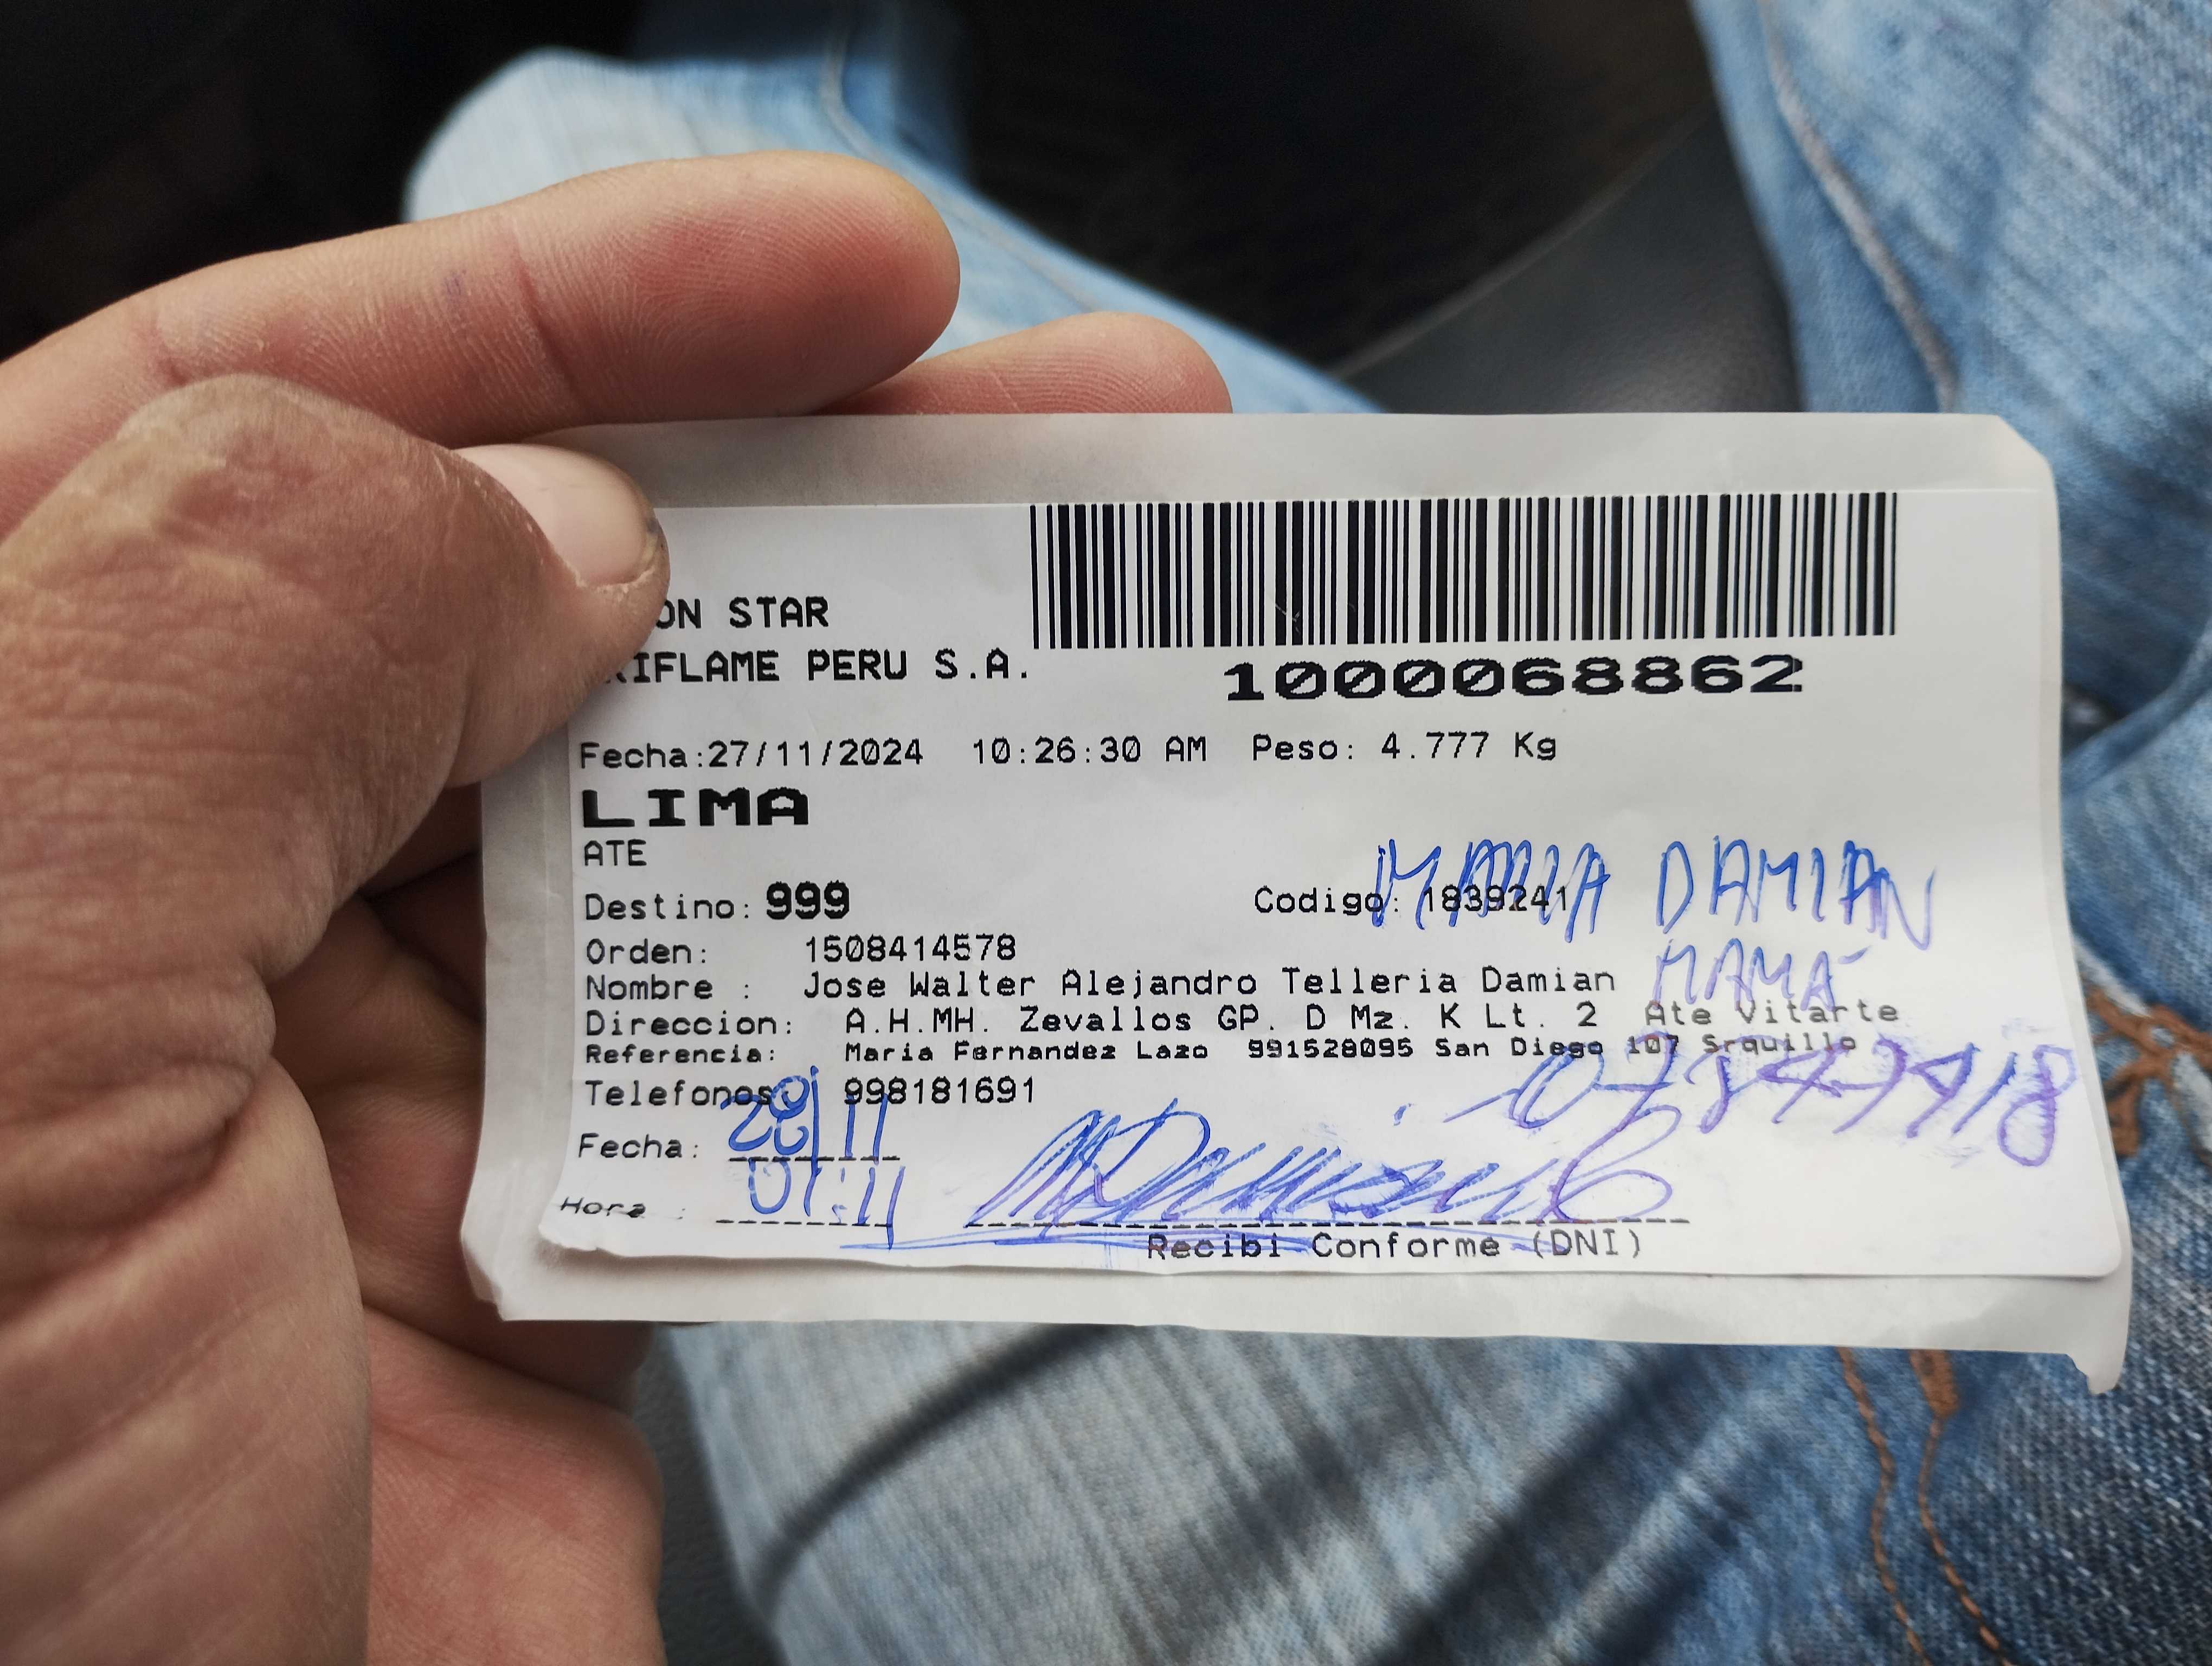 ON STAR
RIFLAME PERU S.A.
1000068862
Fecha:27/11/2024 10:26:30 AM Peso: 4.777 Kg
LIMA
ATE
MARIA DAMIAN
Destino: 999 Codigo: 1839241
Orden: 1508414578
Nombre : Jose Walter Alejandro Telleria Damian
MAMÁ
Direccion: A.H.MH. Zevallos GP. D Mz. K Lt. 2 Ate Vitarte
Referencia: Maria Fernandez Lazo 991528095 San Diego 107 Srquillo
Telefonos: 998181691
Fecha: 28/11
Hora :
Recibi Conforme (DNI)